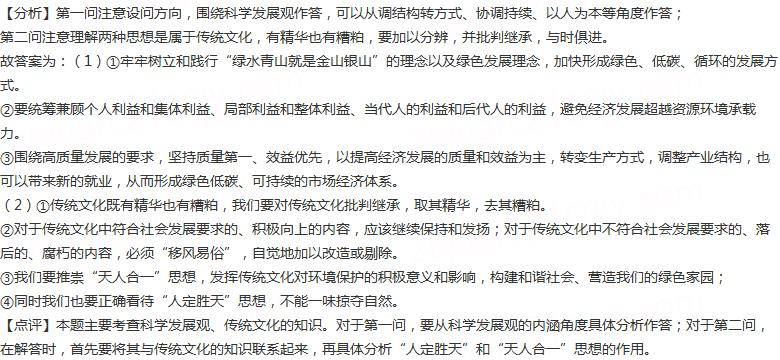 【分析】第一问注意设问方向，围绕科学发展观作答，可以从调结构转方式、协调持续、以人为本等角度作答；
第二问注意理解两种思想是属于传统文化，有精华也有糟粕，要加以分辨，并批判继承，与时俱进。
故答案为：（1）①牢牢树立和践行“绿水青山就是金山银山”的理念以及绿色发展理念，加快形成绿色、低碳、循环的发展方
式。
②要统筹兼顾个人利益和集体利益、局部利益和整体利益、当代人的利益和后代人的利益，避免经济发展超越资源环境承载
力。
③围绕高质量发展的要求，坚持质量第一、效益优先，以提高经济发展的质量和效益为主，转变生产方式，调整产业结构，也
可以带来新的就业，从而形成绿色低碳、可持续的市场经济体系。
（2）①传统文化既有精华也有糟粕，我们要对传统文化批判继承，取其精华，去其糟粕。
②对于传统文化中符合社会发展要求的、积极向上的内容，应该继续保持和发扬；对于传统文化中不符合社会发展要求的、落
后的、腐朽的内容，必须“移风易俗”，自觉地加以改造或剔除。
③我们要推崇“天人合一”思想，发挥传统文化对环境保护的积极意义和影响，构建和谐社会、营造我们的绿色家园；
④同时我们也要正确看待“人定胜天”思想，不能一味掠夺自然。
【点评】本题主要考查科学发展观、传统文化的知识。对于第一问，要从科学发展观的内涵角度具体分析作答；对于第二问，
在解答时，首先要将其与传统文化的知识联系起来，再具体分析“人定胜天”和“天人合一”思想的作用。